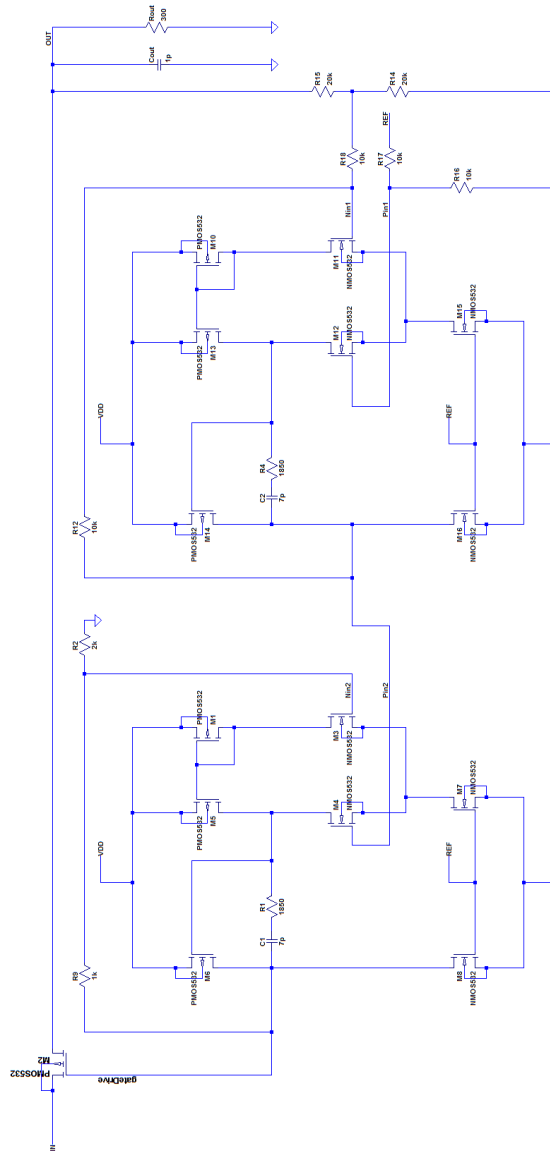 OUT
Rout
300
Cout
1p
R15
20k
R14
20k
REF
R18
10k
R17
10k
R16
10k
Nin1
Pin1
PMOS532
M10
M11
NMOS532
M13
PMOS532
M12
NMOS532
M15
NMOS532
VDD
REF
R4
1850
C2
7p
R12
10k
PMOS532
M14
M16
NMOS532
R2
2k
Nin2
Pin2
PMOS532
M1
M3
NMOS532
M5
PMOS532
M4
NMOS532
M7
NMOS532
VDD
REF
R1
1850
C1
7p
R9
1k
PMOS532
M6
M8
NMOS532
M2
PMOS532
gateDrive
IN